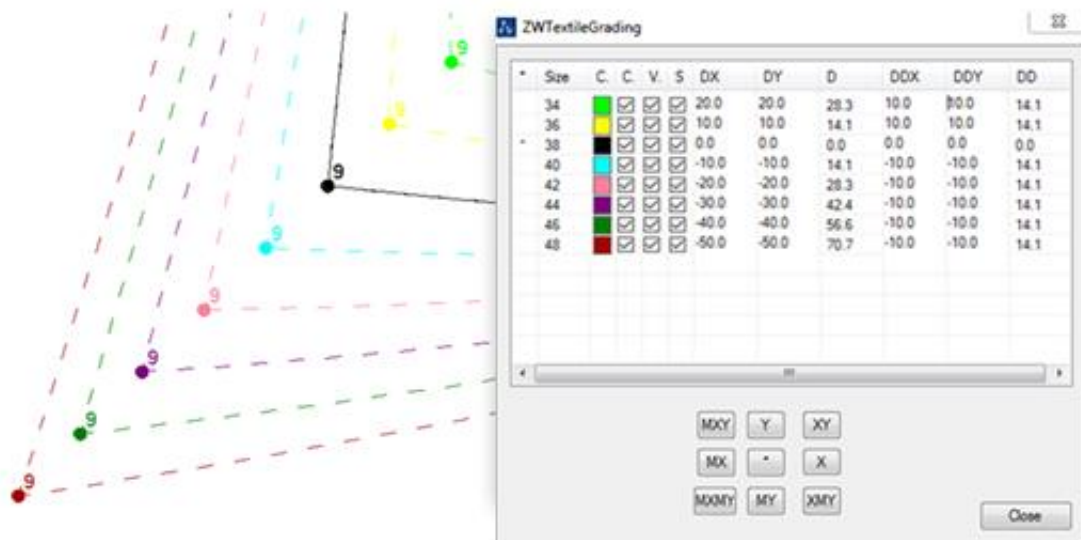 ZWTextileGrading
* Size C. C. V. S DX DY D DDX DDY DD
34 20.0 20.0 28.3 10.0 10.0 14.1
36 10.0 10.0 14.1 10.0 10.0 14.1
* 38 0.0 0.0 0.0 0.0 0.0 0.0
40 -10.0 -10.0 14.1 -10.0 -10.0 14.1
42 -20.0 -20.0 28.3 -10.0 -10.0 14.1
44 -30.0 -30.0 42.4 -10.0 -10.0 14.1
46 -40.0 -40.0 56.6 -10.0 -10.0 14.1
48 -50.0 -50.0 70.7 -10.0 -10.0 14.1
MXY Y XY
MX * X
MXMY MY XMY
Close
9
9
9
9
9
9
9
9